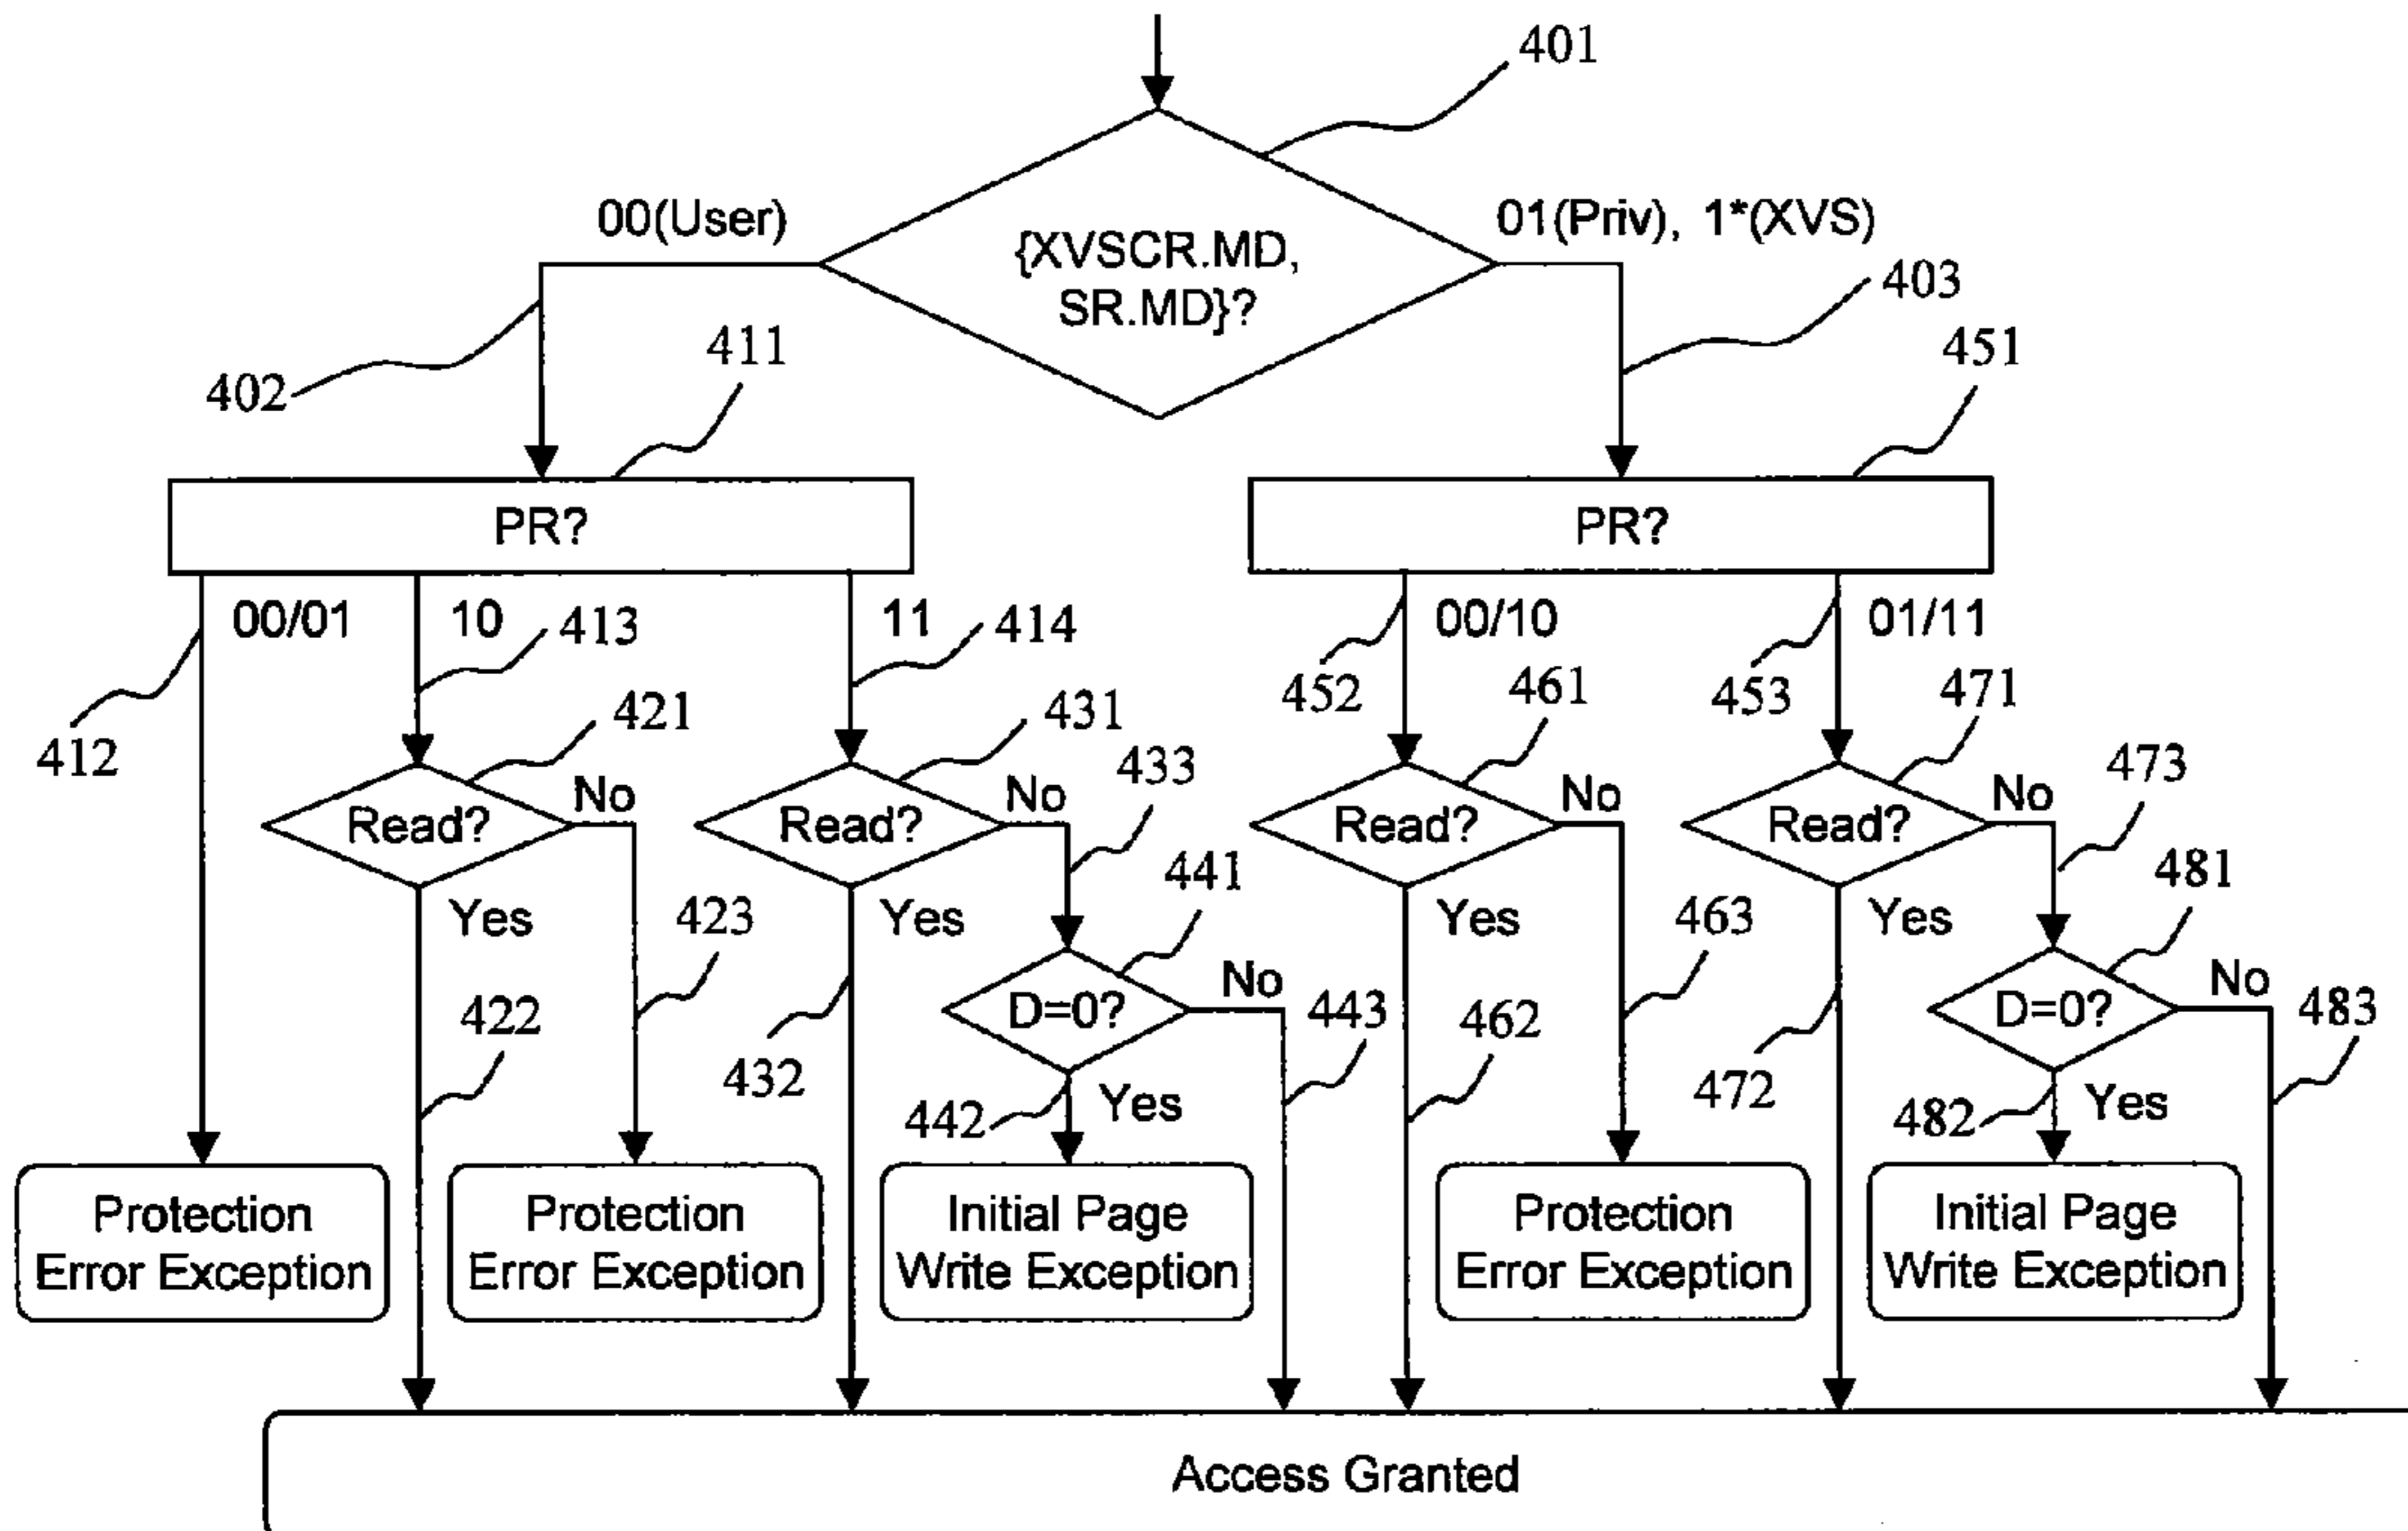 401
00(User)
01(Priv), 1*(XVS)
{XVSCR.MD,
SR.MD}?
403
402
411
451
PR?
PR?
00/01
10
413
11
414
00/10
01/11
412
421
431
433
452
461
453
471
473
Read?
No
Read?
No
Read?
No
Read?
No
Yes
423
Yes
441
Yes
463
Yes
481
422
432
D=0?
No
443
462
472
D=0?
No
483
442
Yes
482
Yes
Protection
Error Exception
Protection
Error Exception
Initial Page
Write Exception
Protection
Error Exception
Initial Page
Write Exception
Access Granted